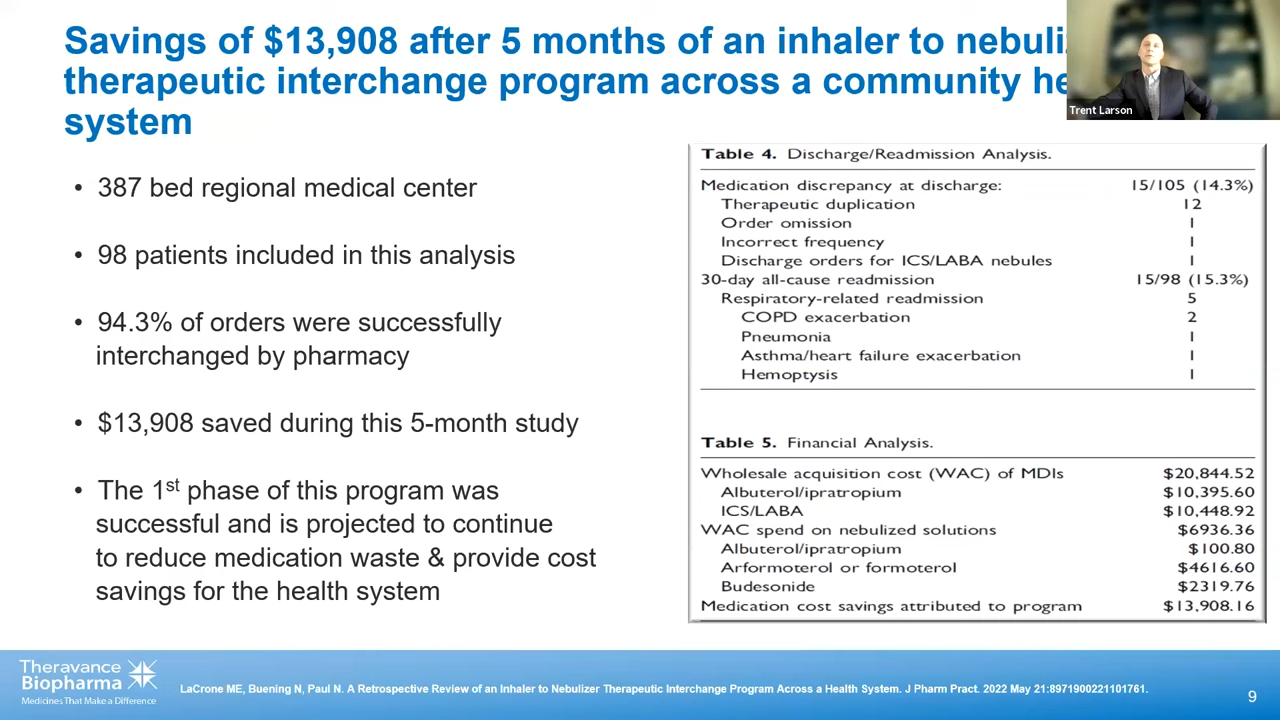 Savings of $13,908 after 5 months of an inhaler to
therapeutic interchange program across a community
system
Trent Larson
• 387 bed regional medical center
• 98 patients included in this analysis
• 94.3% of orders were successfully
interchanged by pharmacy
• $13,908 saved during this 5-month study
• The 1st phase of this program was
successful and is projected to continue
to reduce medication waste & provide cost
savings for the health system
Table 4. Discharge/Readmission Analysis.
Medication discrepancy at discharge: 15/105 (14.3%)
Therapeutic duplication 12
Order omission 1
Incorrect frequency 1
Discharge orders for ICS/LABA nebules 1
30-day all-cause readmission 15/98 (15.3%)
Respiratory-related readmission 5
COPD exacerbation 2
Pneumonia 1
Asthma/heart failure exacerbation 1
Hemoptysis 1
Table 5. Financial Analysis.
Wholesale acquisition cost (WAC) of MDIs $20,844.52
Albuterol/ipratropium $10,395.60
ICS/LABA $10,448.92
WAC spend on nebulized solutions $6936.36
Albuterol/ipratropium $100.80
Arformoterol or formoterol $4616.60
Budesonide $2319.76
Medication cost savings attributed to program $13,908.16
Theravance
Biopharma
Medicines That Make a Difference
LaCrone ME, Buening N, Paul N. A Retrospective Review of an Inhaler to Nebulizer Therapeutic Interchange Program Across a Health System. J Pharm Pract. 2022 May 21:8971900221101761.
9